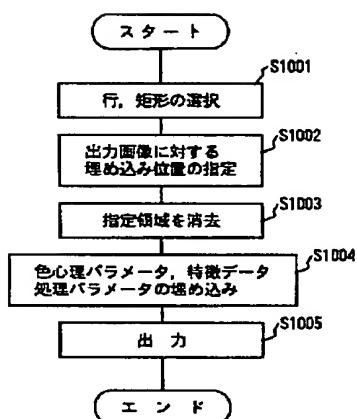 スタート
S1001
行，矩形の選択
S1002
出力画像に対する
埋め込み位置の指定
S1003
指定領域を消去
S1004
色心理パラメータ，特徴データ
処理パラメータの埋め込み
S1005
出 力
エ ン ド